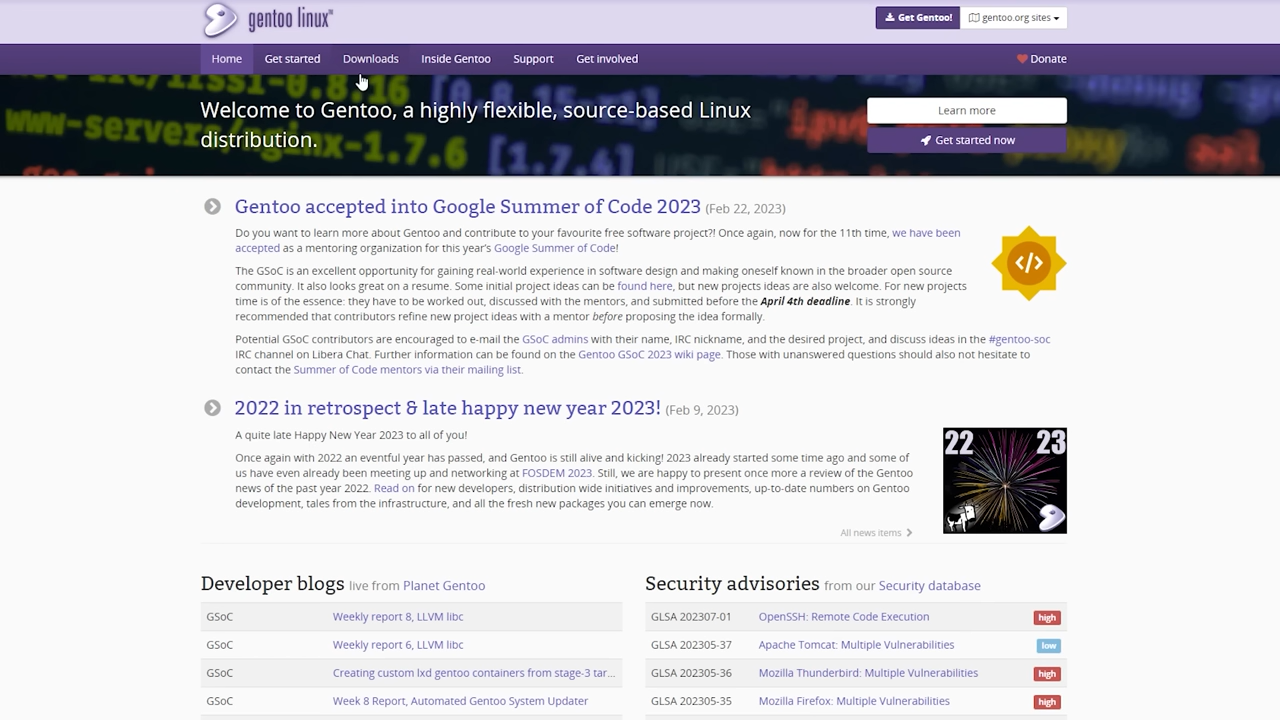 gentoo linux™
Get Gentoo!
gentoo.org sites
Home
Get started
Downloads
Inside Gentoo
Support
Get involved
Donate
Welcome to Gentoo, a highly flexible, source-based Linux
distribution.
Learn more
Get started now
www-server
nginx-1.7.6
[1.7.4]
Gentoo accepted into Google Summer of Code 2023 (Feb 22, 2023)
Do you want to learn more about Gentoo and contribute to your favourite free software project?! Once again, now for the 11th time, we have been
accepted as a mentoring organization for this year's Google Summer of Code!
The GSoC is an excellent opportunity for gaining real-world experience in software design and making oneself known in the broader open source
community. It also looks great on a resume. Some initial project ideas can be found here, but new projects ideas are also welcome. For new projects
time is of the essence: they have to be worked out, discussed with the mentors, and submitted before the April 4th deadline. It is strongly
recommended that contributors refine new project ideas with a mentor before proposing the idea formally.
Potential GSoC contributors are encouraged to e-mail the GSoC admins with their name, IRC nickname, and the desired project, and discuss ideas in the #gentoo-soc
IRC channel on Libera Chat. Further information can be found on the Gentoo GSoC 2023 wiki page. Those with unanswered questions should also not hesitate to
contact the Summer of Code mentors via their mailing list.
</>
2022 in retrospect & late happy new year 2023! (Feb 9, 2023)
A quite late Happy New Year 2023 to all of you!
Once again with 2022 an eventful year has passed, and Gentoo is still alive and kicking! 2023 already started some time ago and some of
us have even already been meeting up and networking at FOSDEM 2023. Still, we are happy to present once more a review of the Gentoo
news of the past year 2022. Read on for new developers, distribution wide initiatives and improvements, up-to-date numbers on Gentoo
development, tales from the infrastructure, and all the fresh new packages you can emerge now.
22 23
All news items
Developer blogs live from Planet Gentoo
GSoC Weekly report 8, LLVM libc
GSoC Weekly report 6, LLVM libc
GSoC Creating custom lxd gentoo containers from stage-3 tar...
GSoC Week 8 Report, Automated Gentoo System Updater
Security advisories from our Security database
GLSA 202307-01 OpenSSH: Remote Code Execution high
GLSA 202305-37 Apache Tomcat: Multiple Vulnerabilities low
GLSA 202305-36 Mozilla Thunderbird: Multiple Vulnerabilities high
GLSA 202305-35 Mozilla Firefox: Multiple Vulnerabilities high